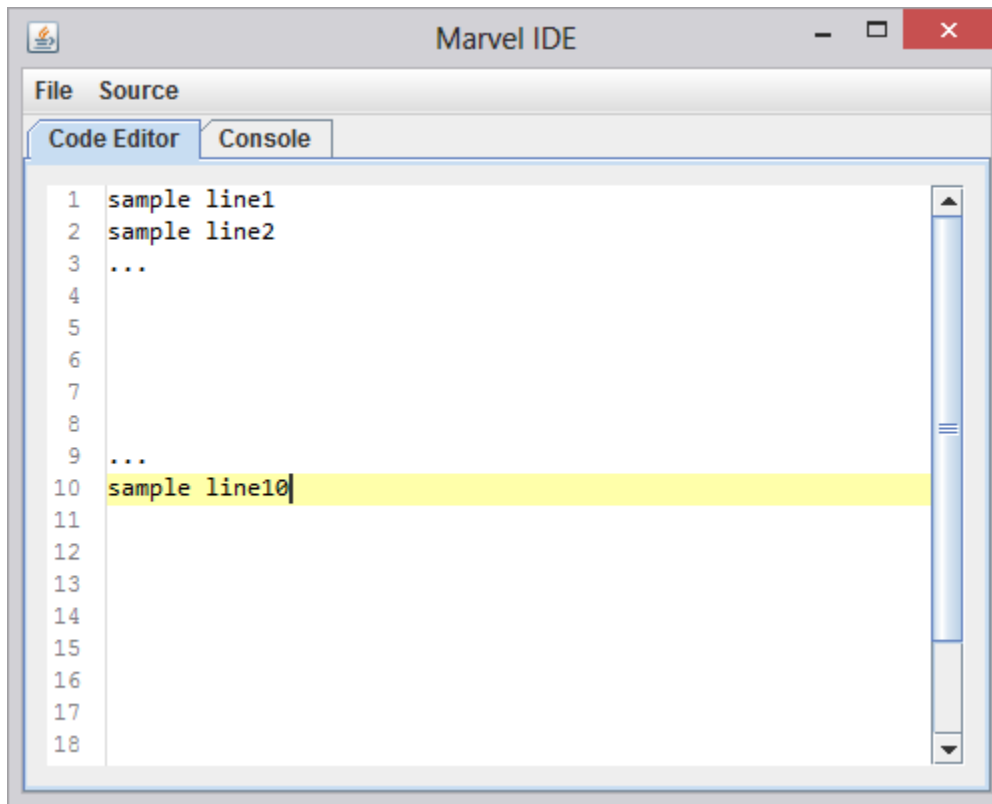 Marvel IDE
File Source
Code Editor Console
1 sample line1
2 sample line2
3 ...
4
5
6
7
8
9 ...
10 sample line10
11
12
13
14
15
16
17
18